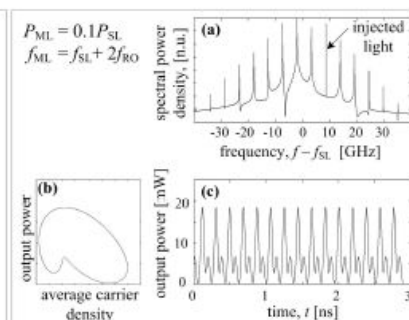 P_ML = 0.1P_SL
f_ML = f_SL + 2f_RO
(a)
injected
light
spectral power
density, [n.u.]
-30 -20 -10 0 10 20 30
frequency, f – f_SL [GHz]
(b)
output power
average carrier
density
(c)
output power [mW]
20
10
0
0 1 2 3
time, t [ns]